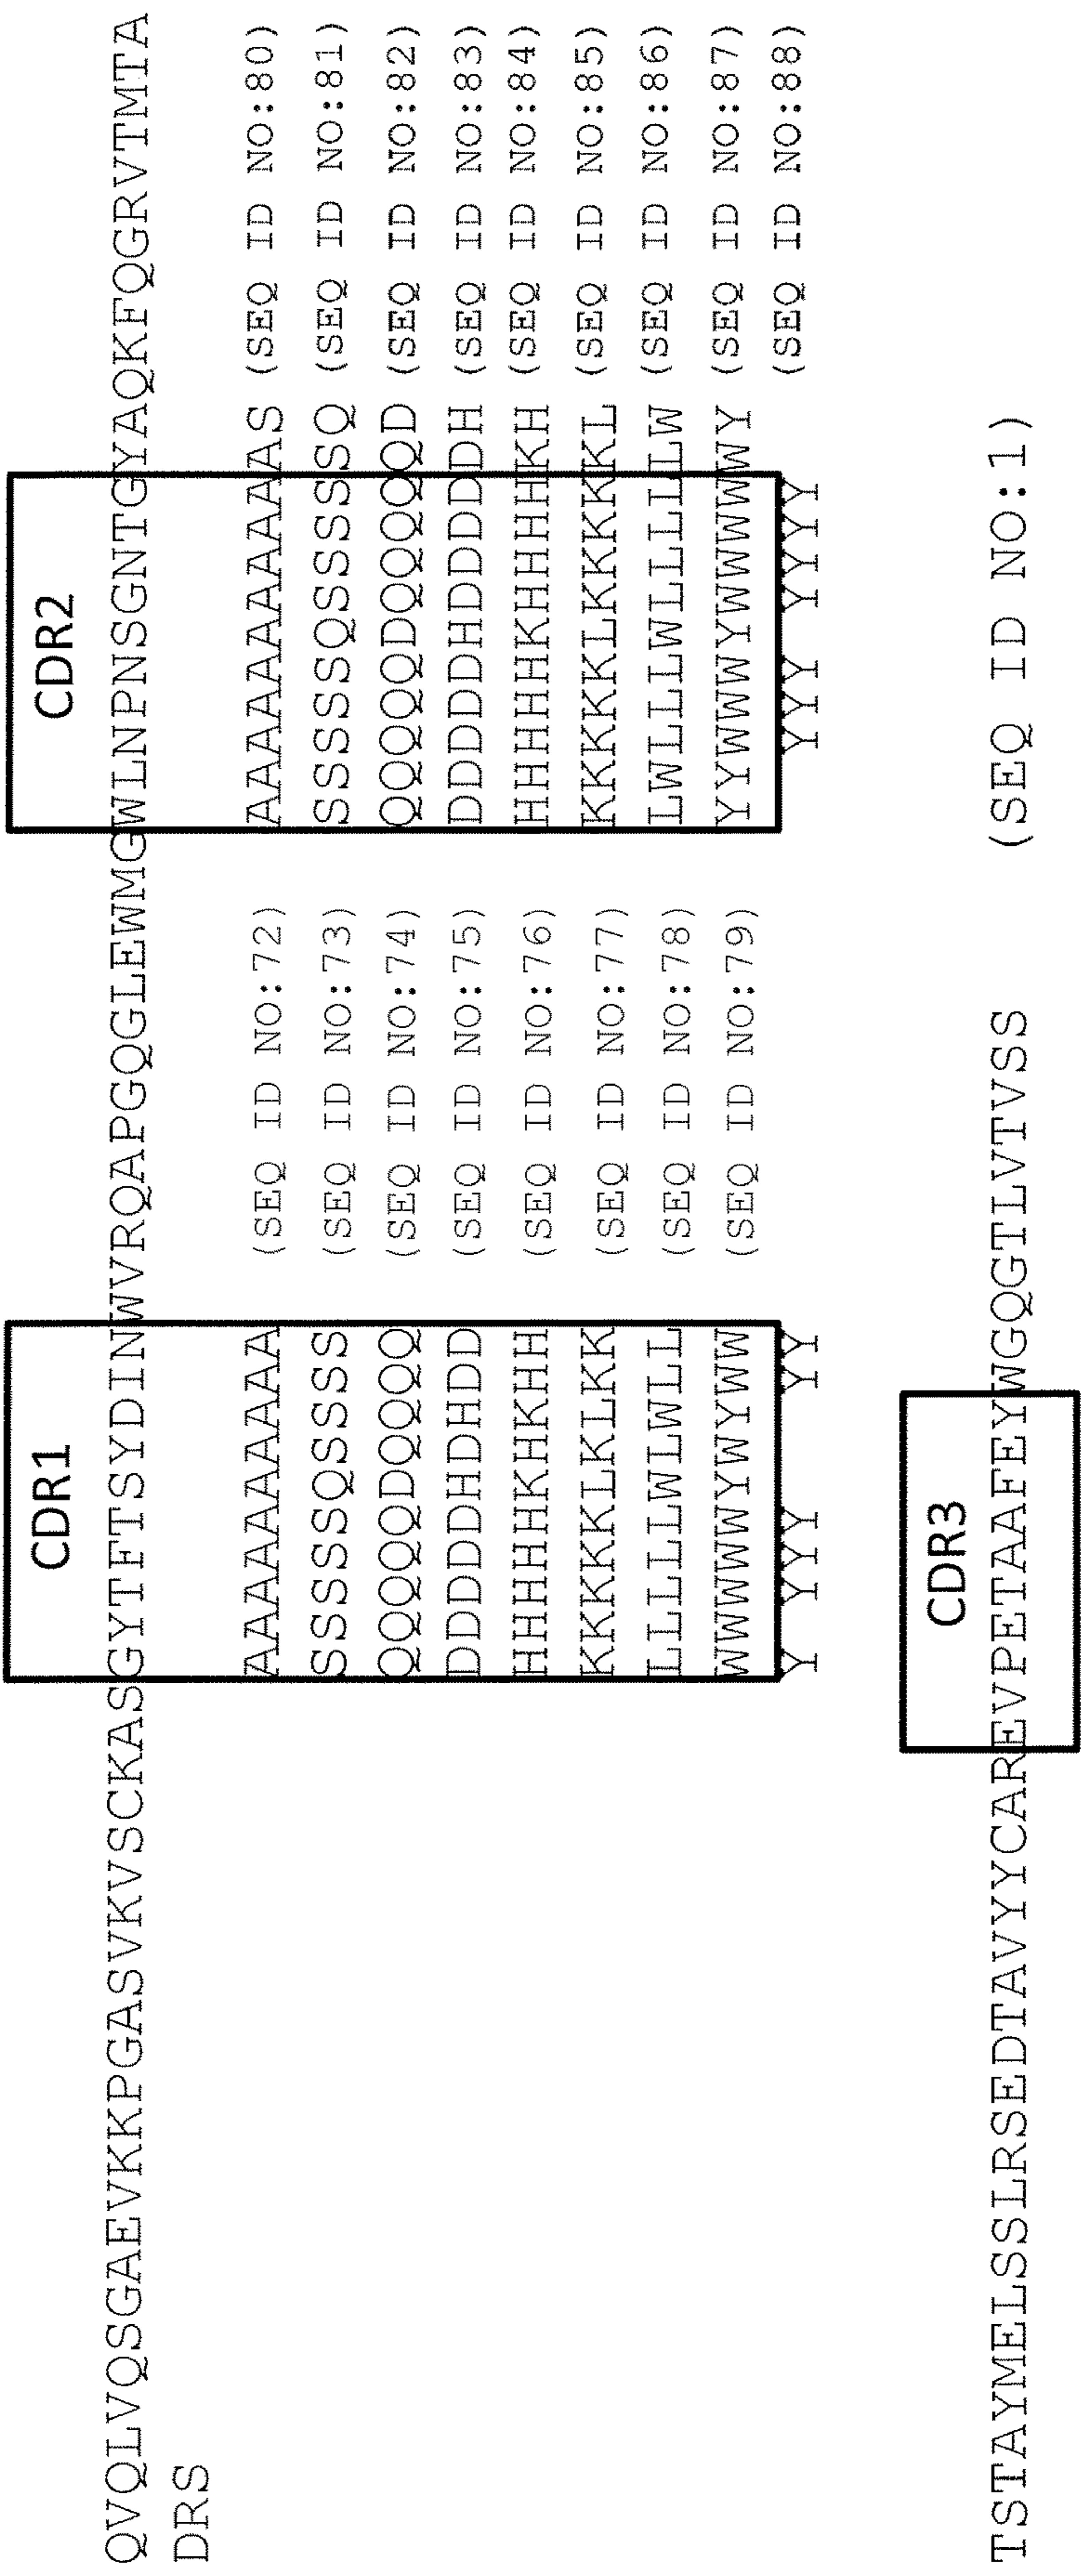 CDR1 CDR2
QVQLVQSGAEVKKPGASVKVSCKASGYTFTSYDINWVRQAPGQGLEWMGWLNPNSGNTGYAQKFQGRVTMTA
DRS
AAAAAAAAAA (SEQ ID NO:72) AAAAAAAAAAAS (SEQ ID NO:80)
SSSSSQSSSS (SEQ ID NO:73) SSSSSQSSSSSQ (SEQ ID NO:81)
QQQQQDQQQQ (SEQ ID NO:74) QQQQQDQQQQQD (SEQ ID NO:82)
DDDDDHDHDD (SEQ ID NO:75) DDDDDHDDDDDH (SEQ ID NO:83)
HHHHHKHKHH (SEQ ID NO:76) HHHHHKHHHHKH (SEQ ID NO:84)
KKKKKLKLKK (SEQ ID NO:77) KKKKKLKKKKKL (SEQ ID NO:85)
LLLLLWLWLL (SEQ ID NO:78) LWLLLWLLLLLW (SEQ ID NO:86)
WWWWWYWYWW (SEQ ID NO:79) YYWWWYWWWWWY (SEQ ID NO:87)
Y YYY YY YYY YYYY (SEQ ID NO:88)
CDR3
TSTAYMELSSLRSEDTAVYYCAREVPETAAFEYWGQGTLVTVSS (SEQ ID NO:1)